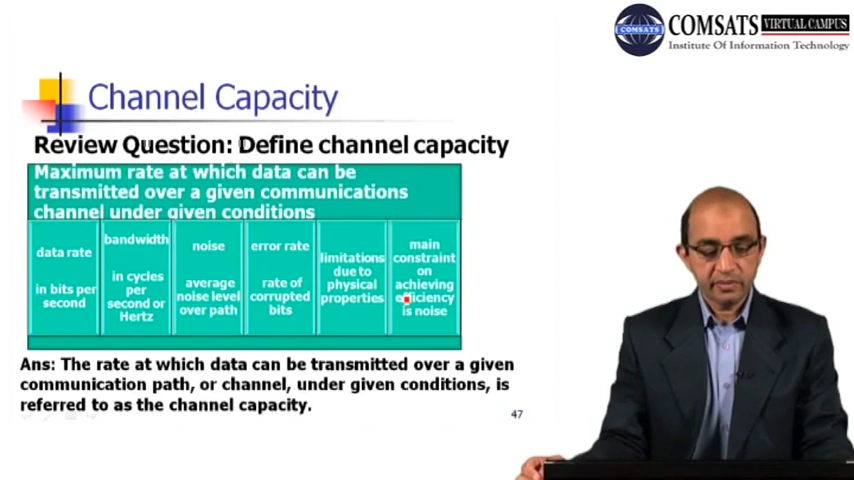 COMSATS
COMSATS VIRTUAL CAMPUS
Institute Of Information Technology
Channel Capacity
Review Question: Define channel capacity
Maximum rate at which data can be
transmitted over a given communications
channel under given conditions
data rate
in bits per
second
bandwidth
in cycles
per
second or
Hertz
noise
average
noise level
over path
error rate
rate of
corrupted
bits
limitations
due to
physical
properties
main
constraint
on
achieving
efficiency
is noise
Ans: The rate at which data can be transmitted over a given
communication path, or channel, under given conditions, is
referred to as the channel capacity.
47